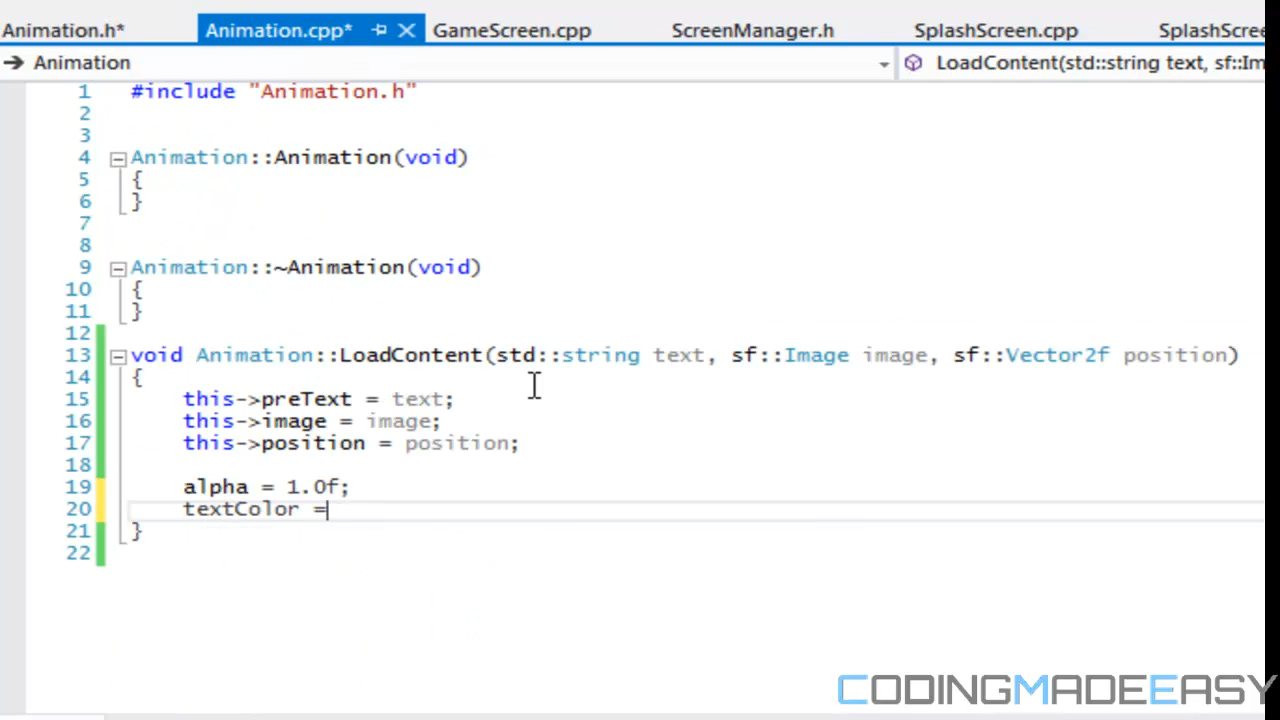 Animation.h* Animation.cpp* GameScreen.cpp ScreenManager.h SplashScreen.cpp SplashScree
Animation LoadContent(std::string text, sf::Im
1 #include "Animation.h"
2
3
4 Animation::Animation(void)
5 {
6 }
7
8
9 Animation::~Animation(void)
10 {
11 }
12
13 void Animation::LoadContent(std::string text, sf::Image image, sf::Vector2f position)
14 {
15 this->preText = text;
16 this->image = image;
17 this->position = position;
18
19 alpha = 1.0f;
20 textColor =
21 }
22
CODINGMADEEASY